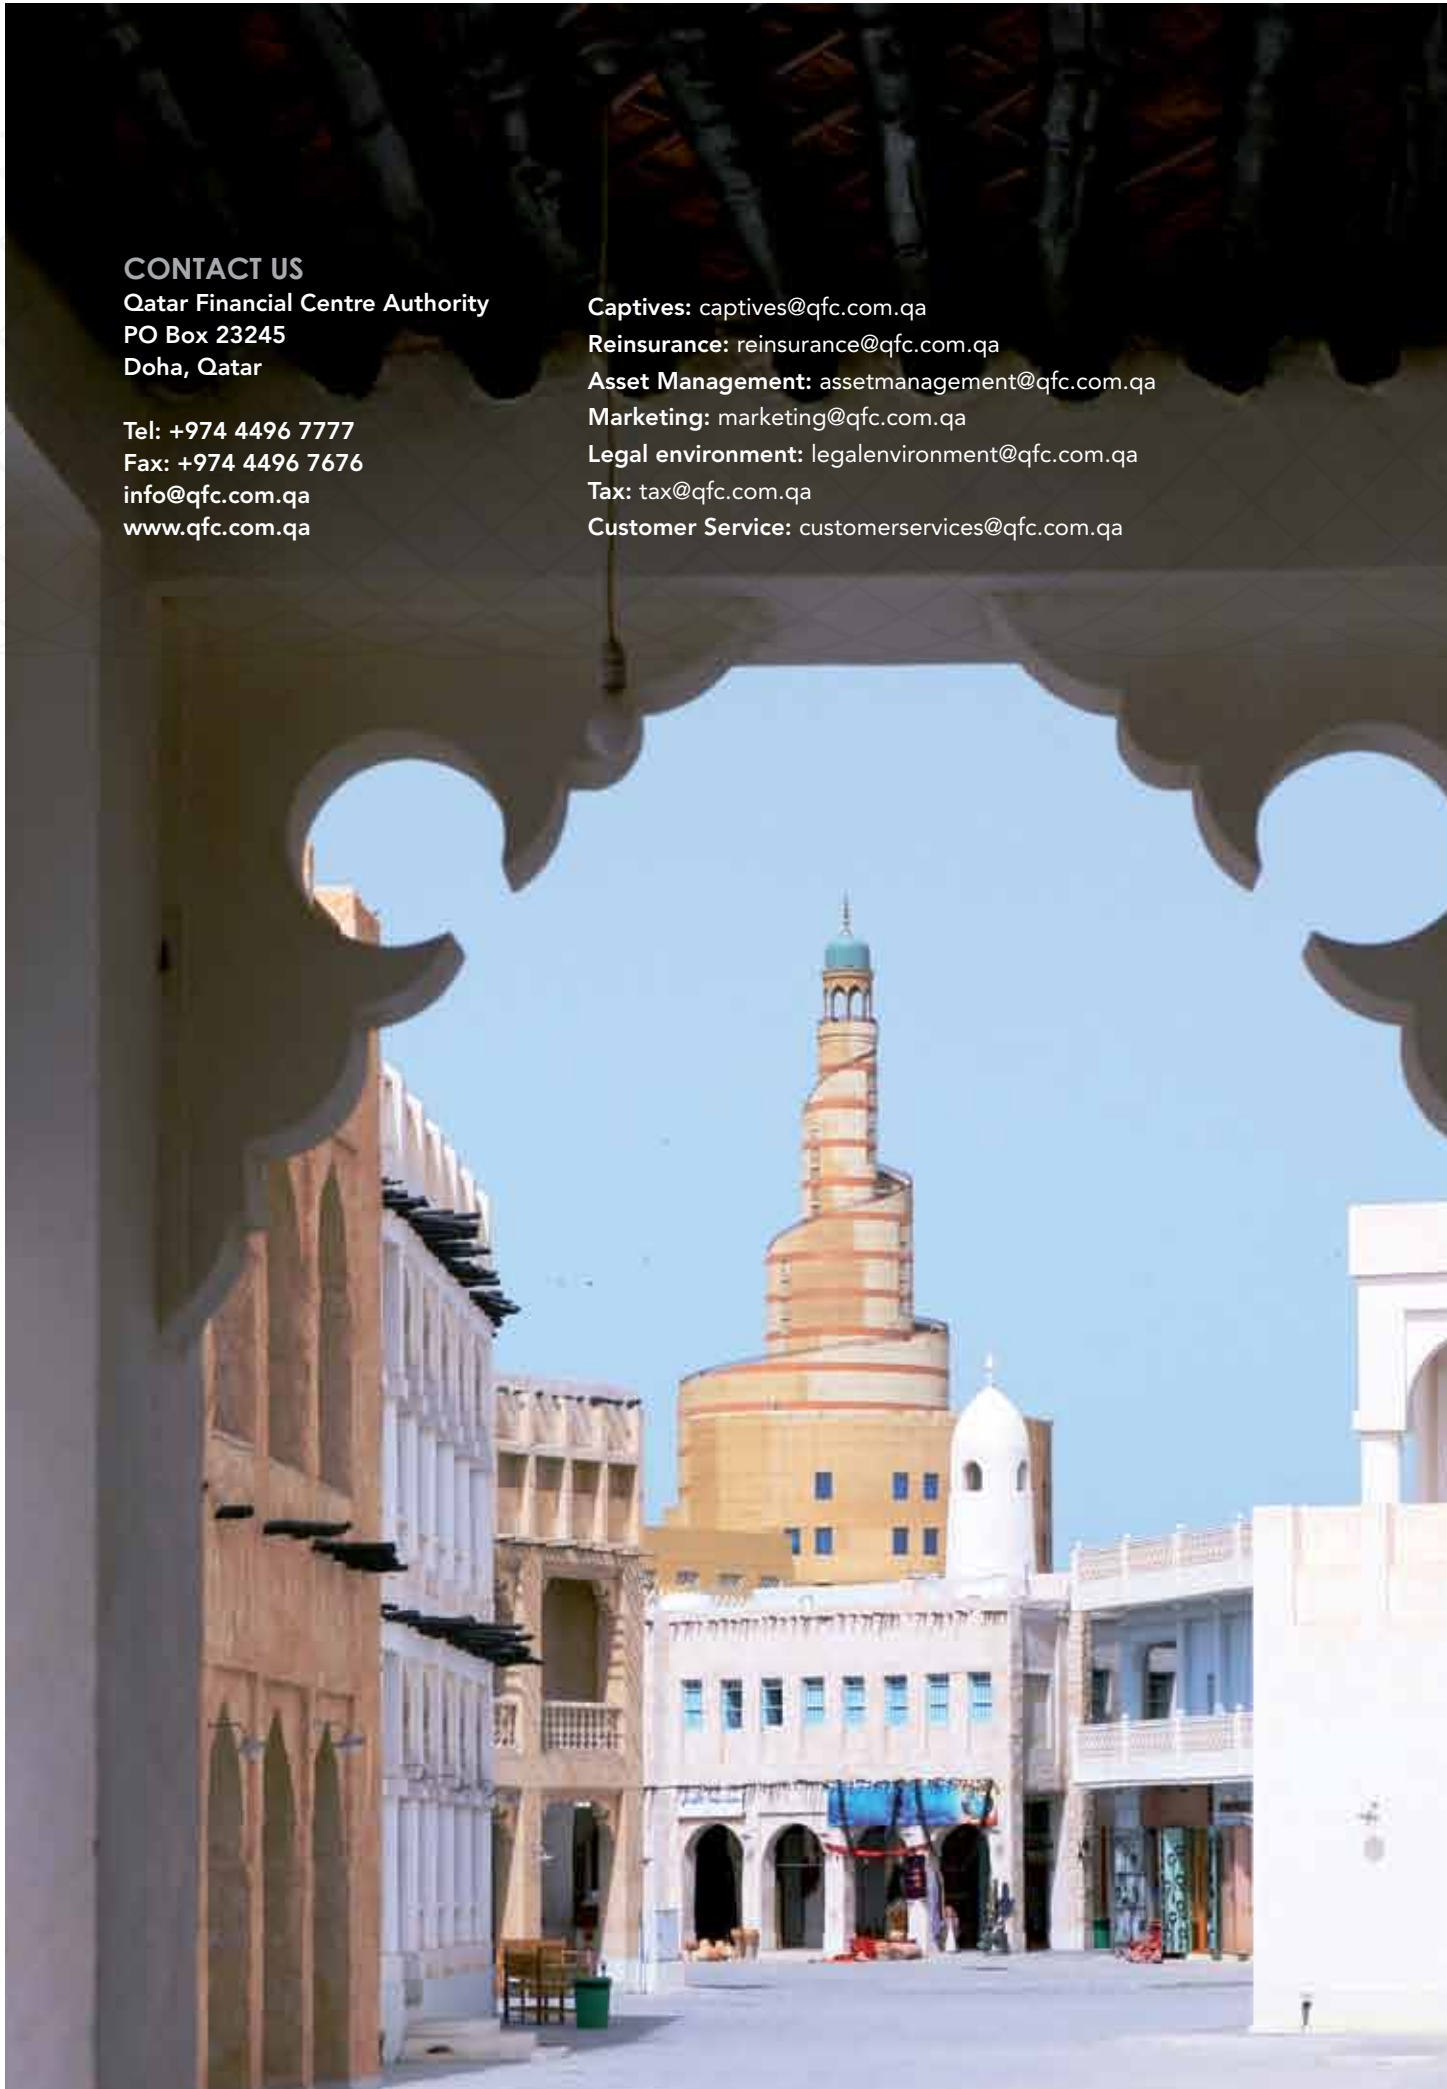 CONTACT US
Qatar Financial Centre Authority
PO Box 23245
Doha, Qatar
Tel: +974 4496 7777
Fax: +974 4496 7676
info@qfc.com.qa
www.qfc.com.qa
Captives: captives@qfc.com.qa
Reinsurance: reinsurance@qfc.com.qa
Asset Management: assetmanagement@qfc.com.qa
Marketing: marketing@qfc.com.qa
Legal environment: legalenvironment@qfc.com.qa
Tax: tax@qfc.com.qa
Customer Service: customerservices@qfc.com.qa